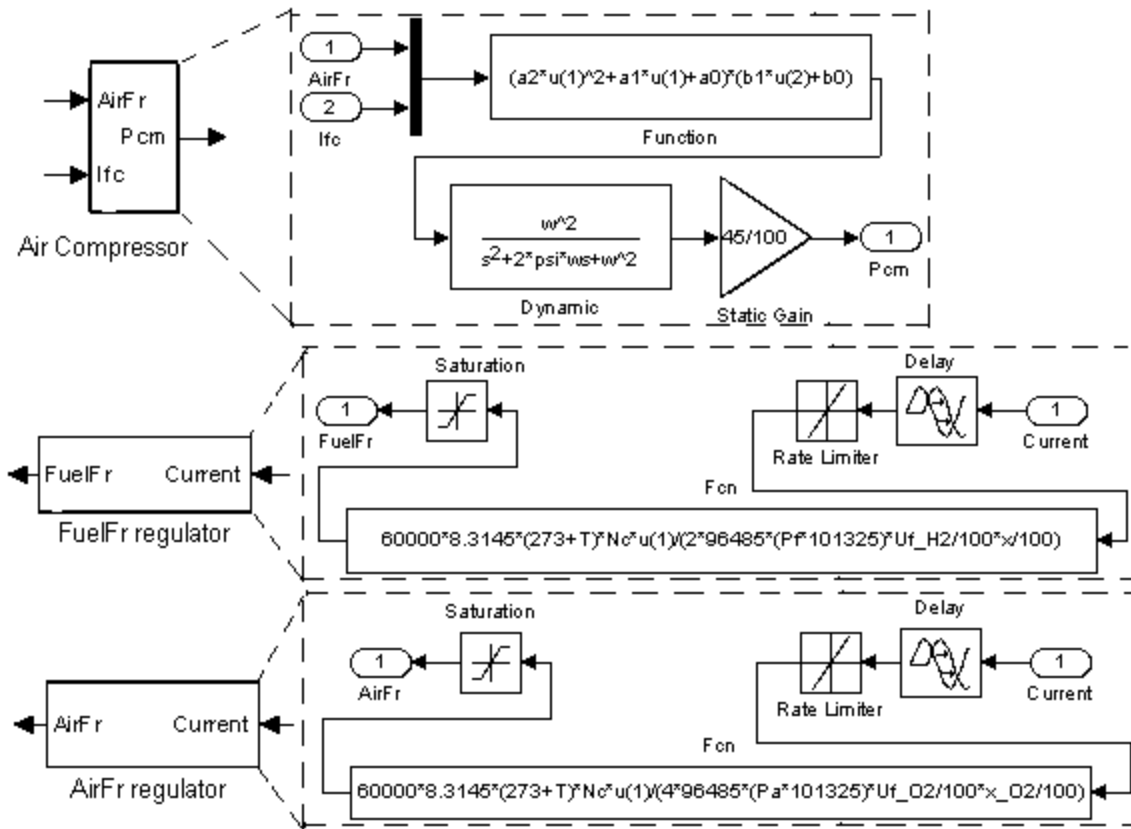 AirFr
Pcm
Ifc
Air Compressor
1
AirFr
2
Ifc
(a2*u(1)^2+a1*u(1)+a0)*(b1*u(2)+b0)
Function
w^2
s^2+2*psi*ws+w^2
Dynamic
45/100
Static Gain
1
Pcm
FuelFr
Current
FuelFr regulator
Saturation
1
FuelFr
Delay
Rate Limiter
1
Current
Fcn
60000*8.3145*(273+T)*Nc*u(1)/(2*96485*(Pf*101325)*Uf_H2/100*x/100)
AirFr
Current
AirFr regulator
Saturation
1
AirFr
Delay
Rate Limiter
1
Current
Fcn
60000*8.3145*(273+T)*Nc*u(1)/(4*96485*(Pa*101325)*Uf_O2/100*x_O2/100)